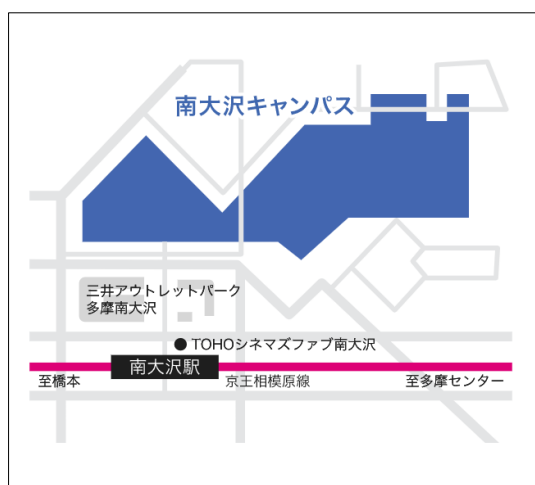 南大沢キャンパス
三井アウトレットパーク
多摩南大沢
TOHOシネマズファブ南大沢
南大沢駅
至橋本
京王相模原線
至多摩センター